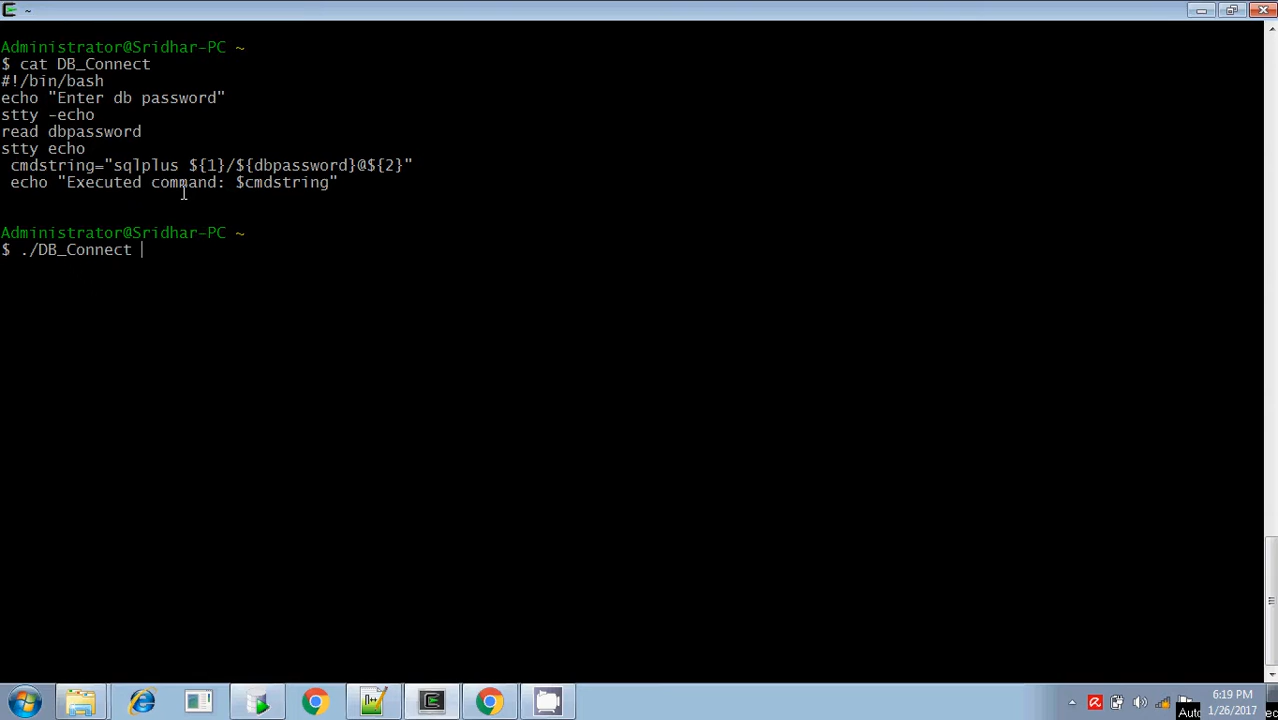 ~
Administrator@Sridhar-PC ~
$ cat DB_Connect
#!/bin/bash
echo "Enter db password"
stty -echo
read dbpassword
stty echo
 cmdstring="sqlplus ${1}/${dbpassword}@${2}"
 echo "Executed command: $cmdstring"
Administrator@Sridhar-PC ~
$ ./DB_Connect
6:19 PM
1/26/2017